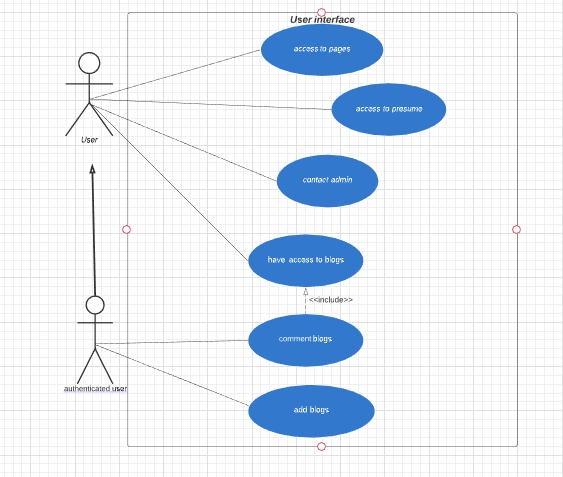 User interface
access to pages
access to presume
User
contact admin
have access to blogs
<<include>>
comment blogs
authenticated user
add blogs